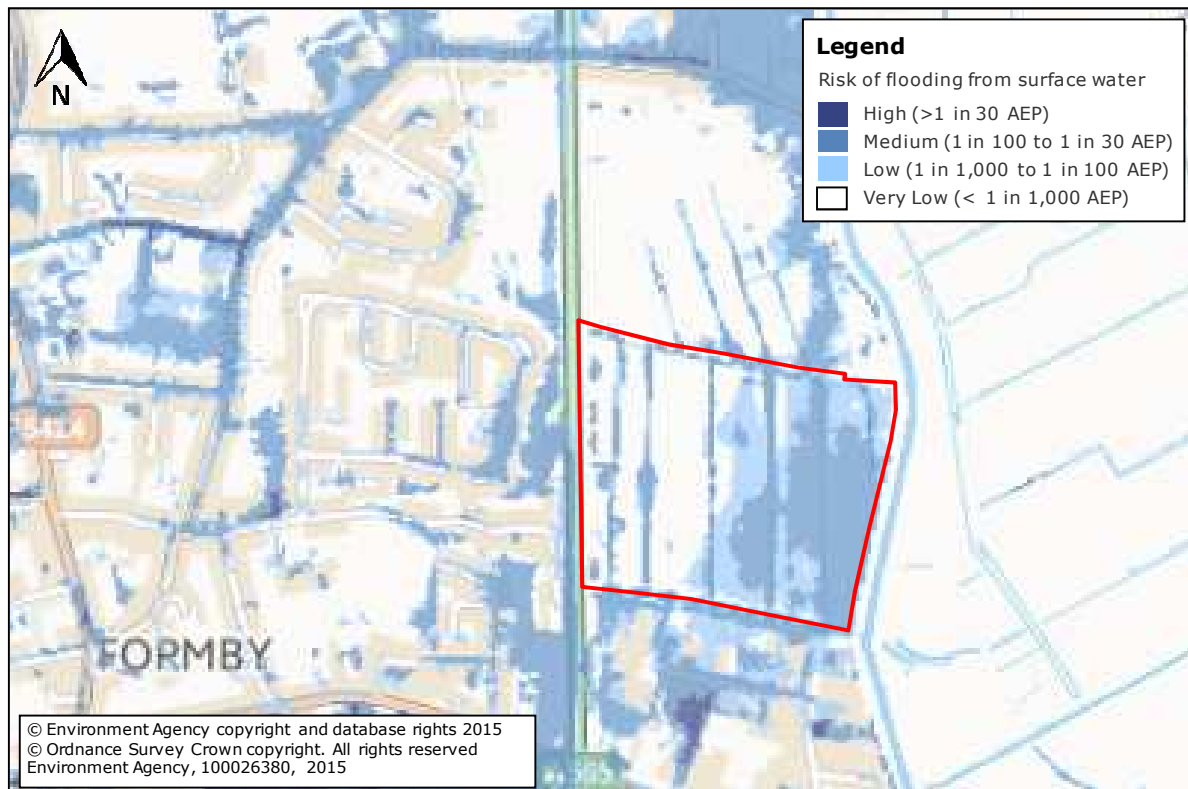 N
Legend
Risk of flooding from surface water
High (>1 in 30 AEP)
Medium (1 in 100 to 1 in 30 AEP)
Low (1 in 1,000 to 1 in 100 AEP)
Very Low (< 1 in 1,000 AEP)
FORMBY
© Environment Agency copyright and database rights 2015
© Ordnance Survey Crown copyright. All rights reserved
Environment Agency, 100026380, 2015